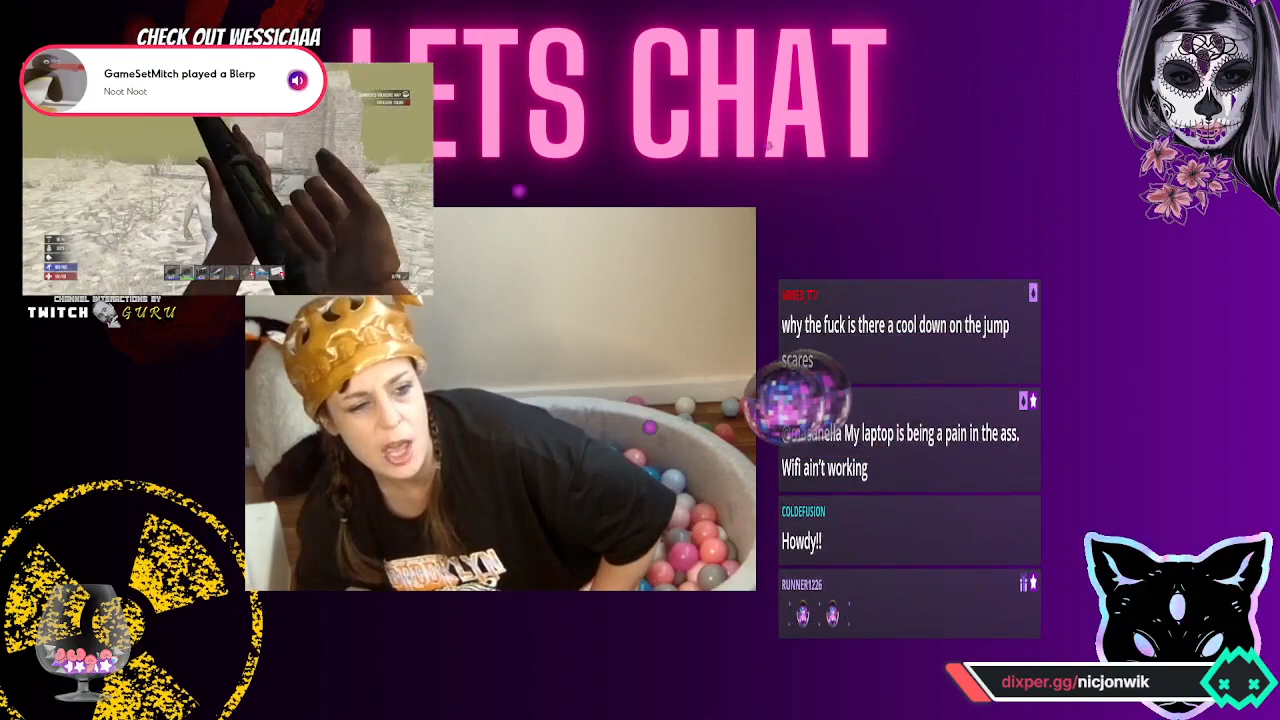 CHECK OUT WESSICAAA
GameSetMitch played a Blerp
Noot Noot
LETS CHAT
CHANNEL INTERACTIONS BY
TWITCH GURU
BROOKLYN
why the fuck is there a cool down on the jump
scares
My laptop is being a pain in the ass.
Wifi ain't working
COLDEFUSION
Howdy!!
RUNNER1226
dixper.gg/nicjonwik